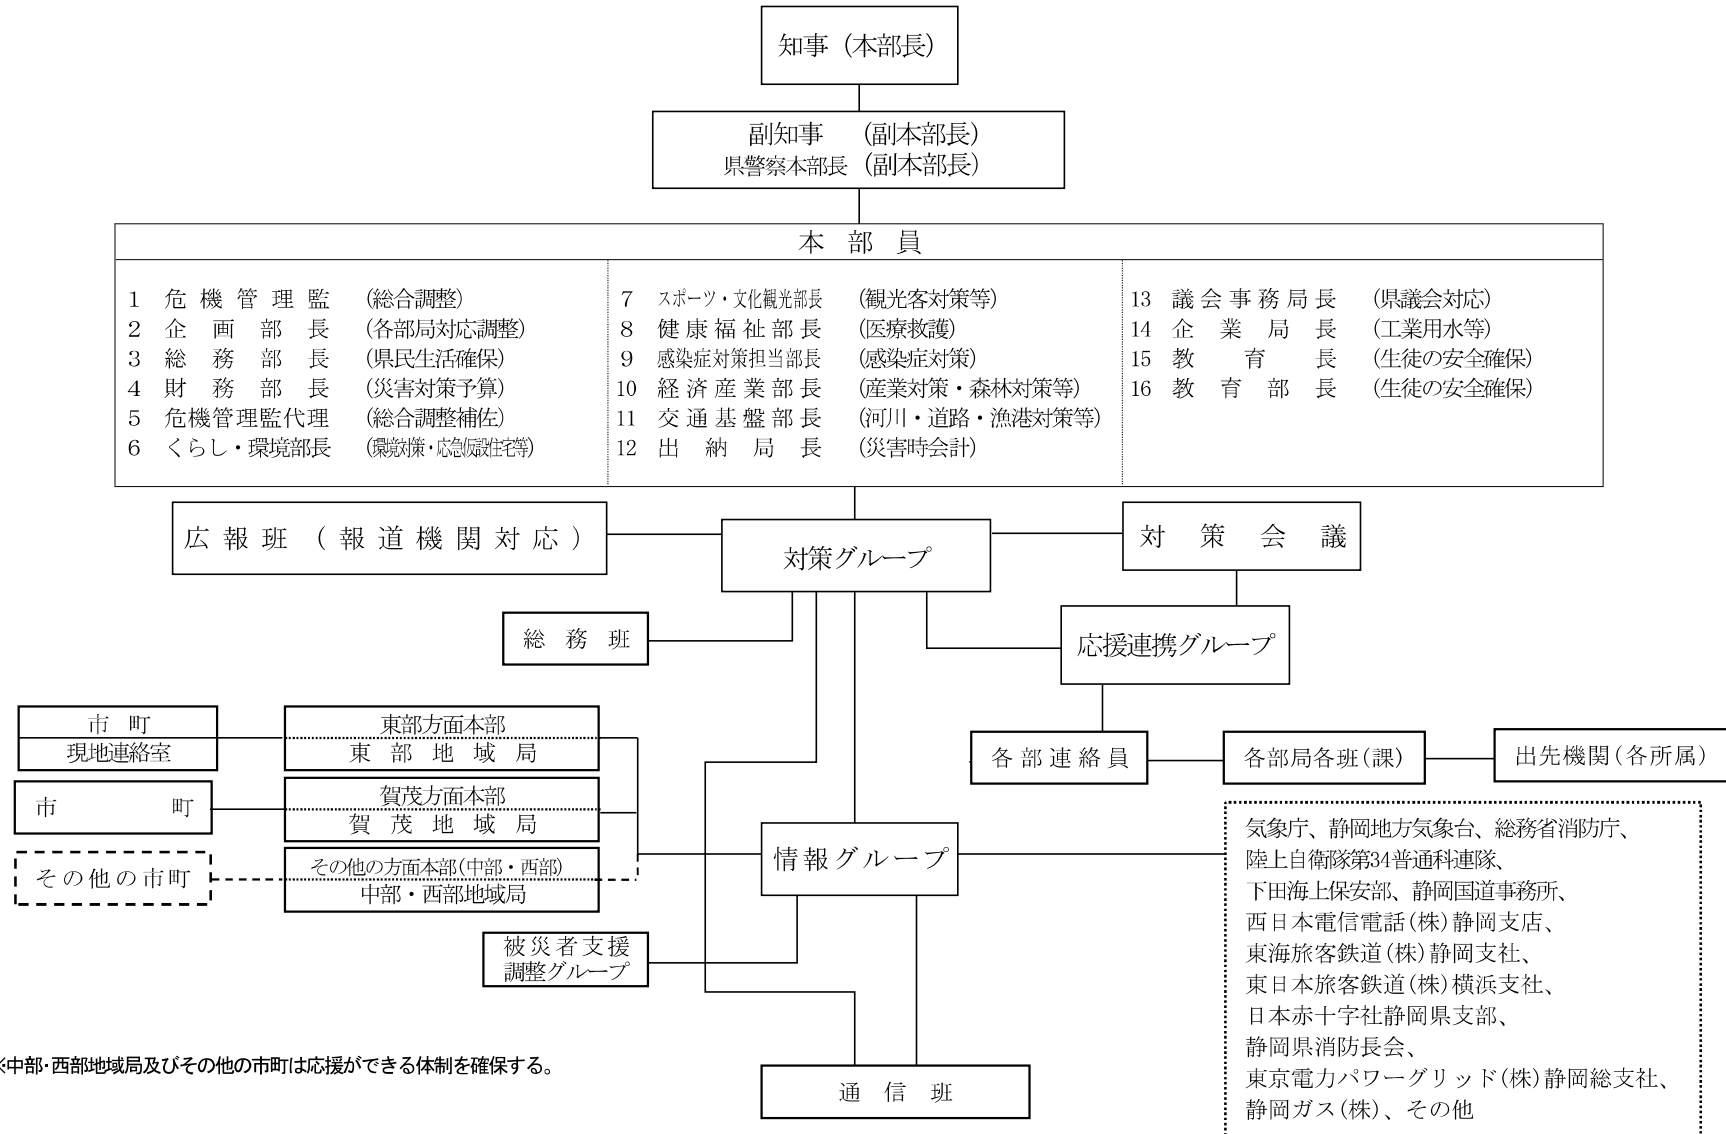 知事（本部長）
副知事　（副本部長）
県警察本部長（副本部長）
本部員
1 危機管理監（総合調整）
2 企画部長（各部局対応調整）
3 総務部長（県民生活確保）
4 財務部長（災害対策予算）
5 危機管理監代理（総合調整補佐）
6 くらし・環境部長（環境対策・応急仮設住宅等）
7 スポーツ・文化観光部長（観光客対策等）
8 健康福祉部長（医療救護）
9 感染症対策担当部長（感染症対策）
10 経済産業部長（産業対策・森林対策等）
11 交通基盤部長（河川・道路・漁港対策等）
12 出納局長（災害時会計）
13 議会事務局長（県議会対応）
14 企業局長（工業用水等）
15 教育長（生徒の安全確保）
16 教育部長（生徒の安全確保）
広報班（報道機関対応）
対策グループ
対策会議
総務班
応援連携グループ
市町
現地連絡室
東部方面本部
東部地域局
各部連絡員
各部局各班（課）
出先機関（各所属）
市町
賀茂方面本部
賀茂地域局
その他の市町
その他の方面本部（中部・西部）
中部・西部地域局
情報グループ
被災者支援
調整グループ
気象庁、静岡地方気象台、総務省消防庁、
陸上自衛隊第34普通科連隊、
下田海上保安部、静岡国道事務所、
西日本電信電話（株）静岡支店、
東海旅客鉄道（株）静岡支社、
東日本旅客鉄道（株）横浜支社、
日本赤十字社静岡県支部、
静岡県消防長会、
東京電力パワーグリッド（株）静岡総支社、
静岡ガス（株）、その他
※中部・西部地域局及びその他の市町は応援ができる体制を確保する。
通信班